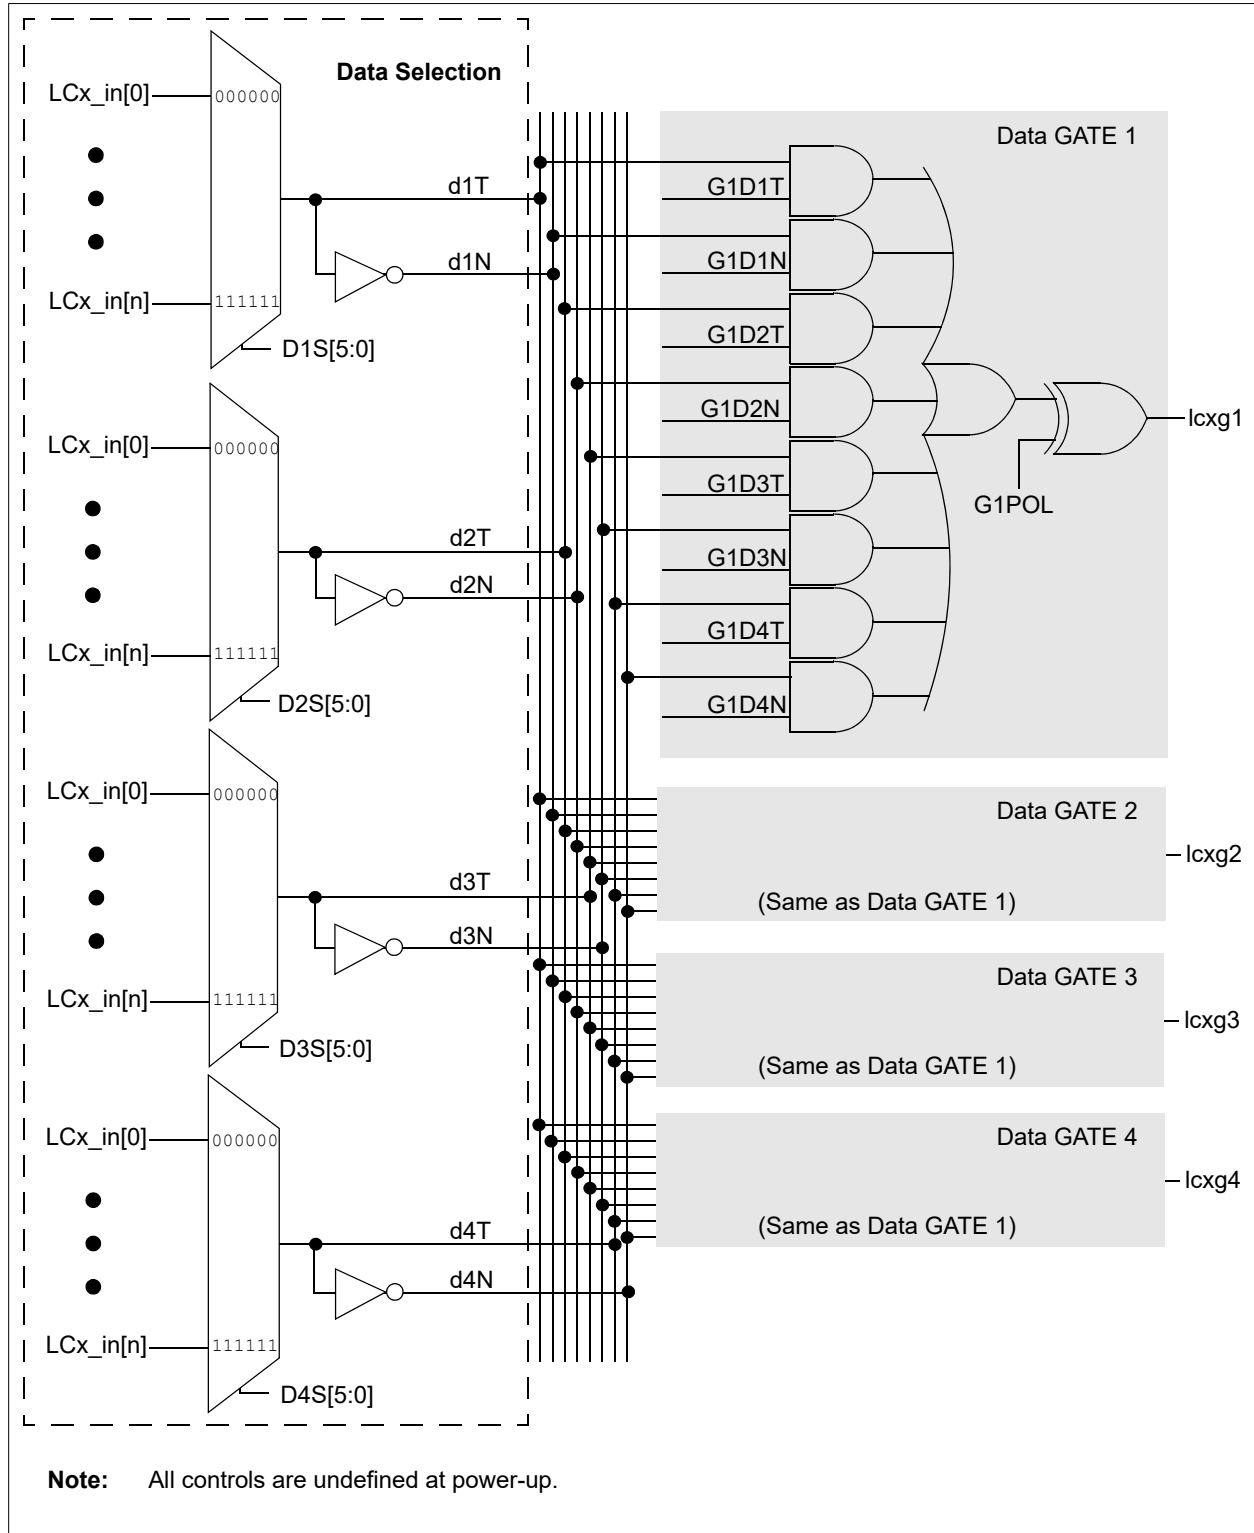 Data Selection
LCx_in[0]
000000
d1T
d1N
LCx_in[n]
111111
D1S[5:0]
LCx_in[0]
000000
d2T
d2N
LCx_in[n]
111111
D2S[5:0]
LCx_in[0]
000000
d3T
d3N
LCx_in[n]
111111
D3S[5:0]
LCx_in[0]
000000
d4T
d4N
LCx_in[n]
111111
D4S[5:0]
Data GATE 1
G1D1T
G1D1N
G1D2T
G1D2N
G1D3T
G1D3N
G1D4T
G1D4N
G1POL
lcxg1
Data GATE 2
(Same as Data GATE 1)
lcxg2
Data GATE 3
(Same as Data GATE 1)
lcxg3
Data GATE 4
(Same as Data GATE 1)
lcxg4
Note: All controls are undefined at power-up.